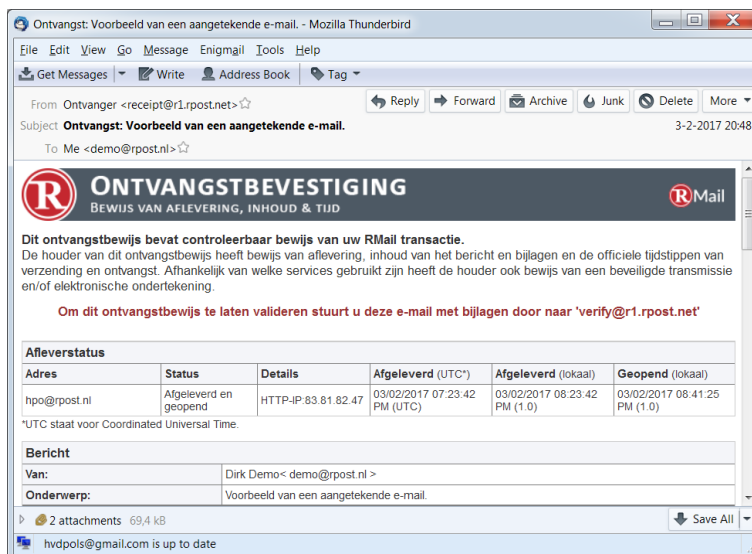 Ontvangst: Voorbeeld van een aangetekende e-mail. - Mozilla Thunderbird
File Edit View Go Message Enigmail Tools Help
Get Messages Write Address Book Tag
From Ontvanger <receipt@r1.rpost.net> Reply Forward Archive Junk Delete More
Subject Ontvangst: Voorbeeld van een aangetekende e-mail. 3-2-2017 20:48
To Me <demo@rpost.nl>
R ONTVANGSTBEVESTIGING
BEWIJS VAN AFLEVERING, INHOUD & TIJD
RMail
Dit ontvangstbewijs bevat controleerbaar bewijs van uw RMail transactie.
De houder van dit ontvangstbewijs heeft bewijs van aflevering, inhoud van het bericht en bijlagen en de officiele tijdstippen van
verzending en ontvangst. Afhankelijk van welke services gebruikt zijn heeft de houder ook bewijs van een beveiligde transmissie
en/of elektronische ondertekening.
Om dit ontvangstbewijs te laten valideren stuurt u deze e-mail met bijlagen door naar 'verify@r1.rpost.net'
Afleverstatus
Adres Status Details Afgeleverd (UTC*) Afgeleverd (lokaal) Geopend (lokaal)
hpo@rpost.nl Afgeleverd en geopend HTTP-IP:83.81.82.47 03/02/2017 07:23:42 PM (UTC) 03/02/2017 08:23:42 PM (1.0) 03/02/2017 08:41:25 PM (1.0)
*UTC staat voor Coordinated Universal Time.
Bericht
Van: Dirk Demo< demo@rpost.nl >
Onderwerp: Voorbeeld van een aangetekende e-mail.
2 attachments 69,4 kB Save All
hvdpols@gmail.com is up to date